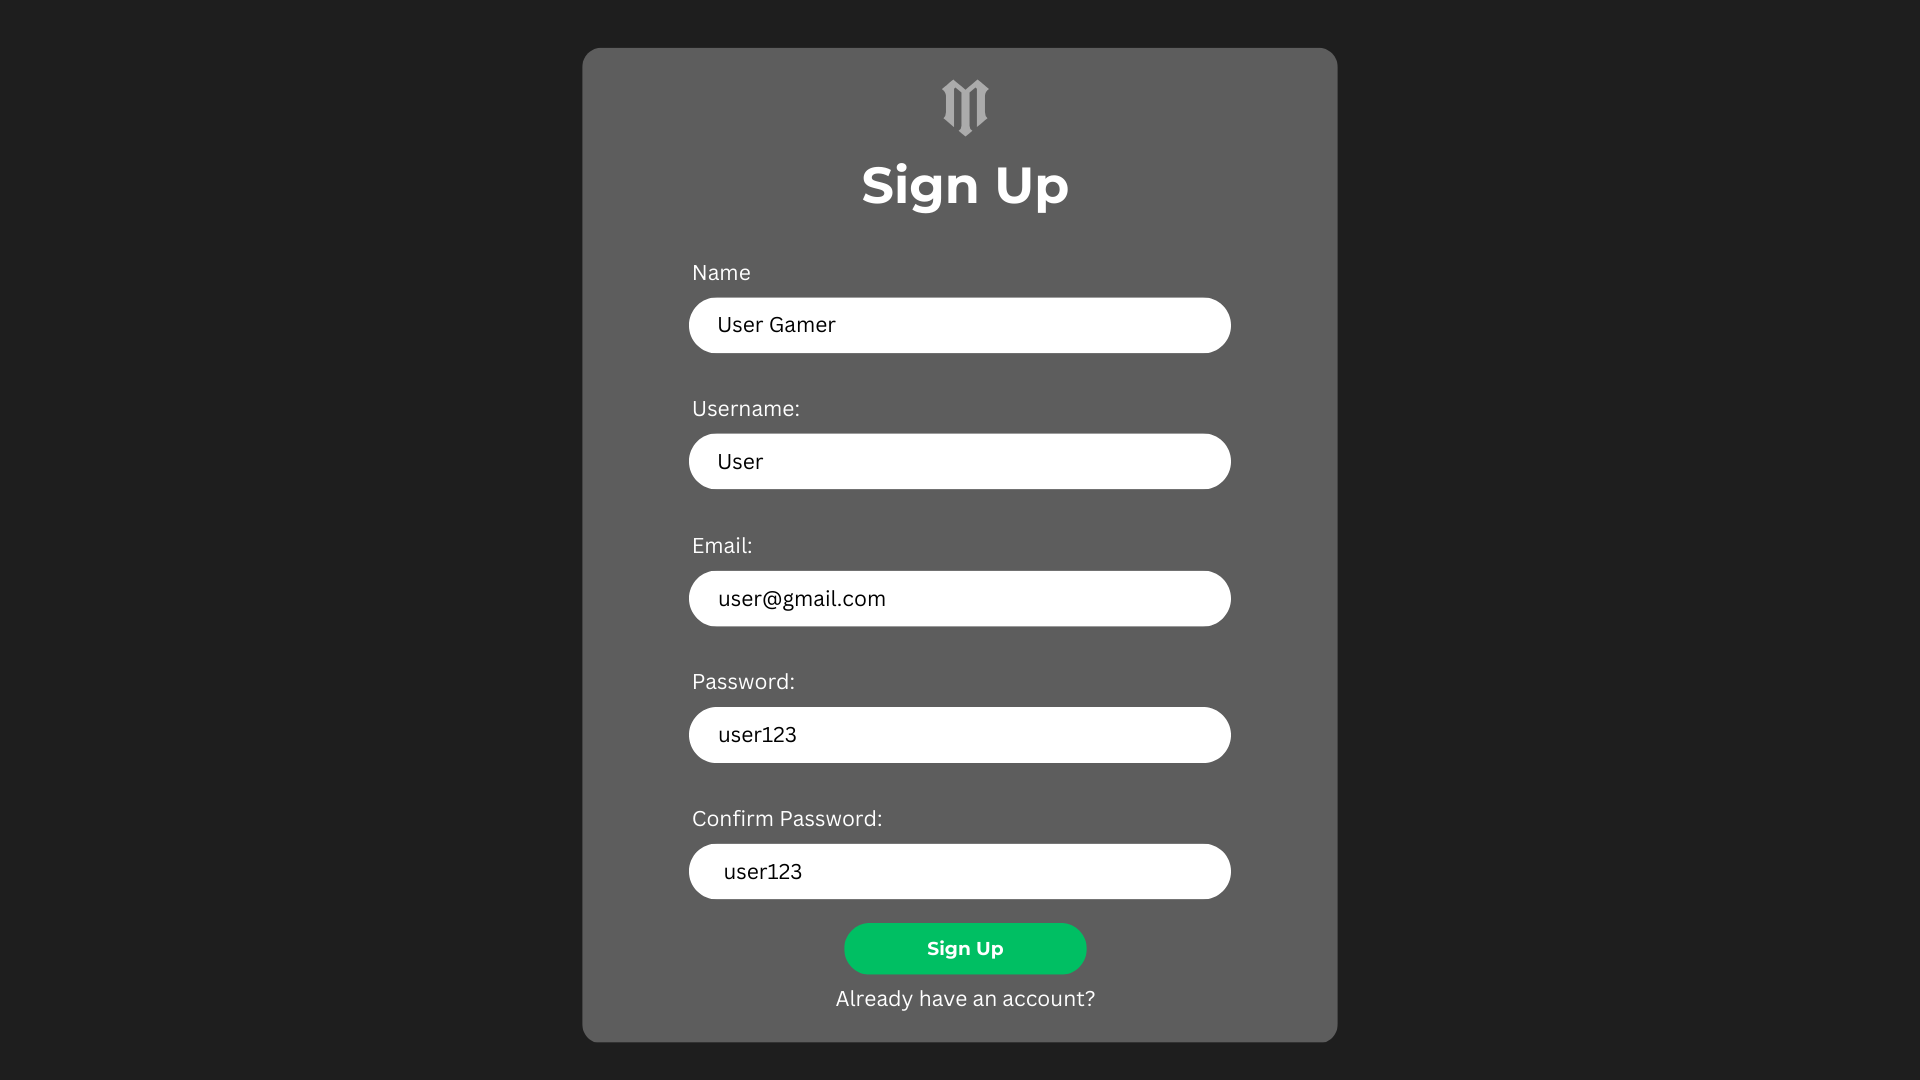 Sign Up
Name
User Gamer
Username:
User
Email:
user@gmail.com
Password:
user123
Confirm Password:
user123
Sign Up
Already have an account?